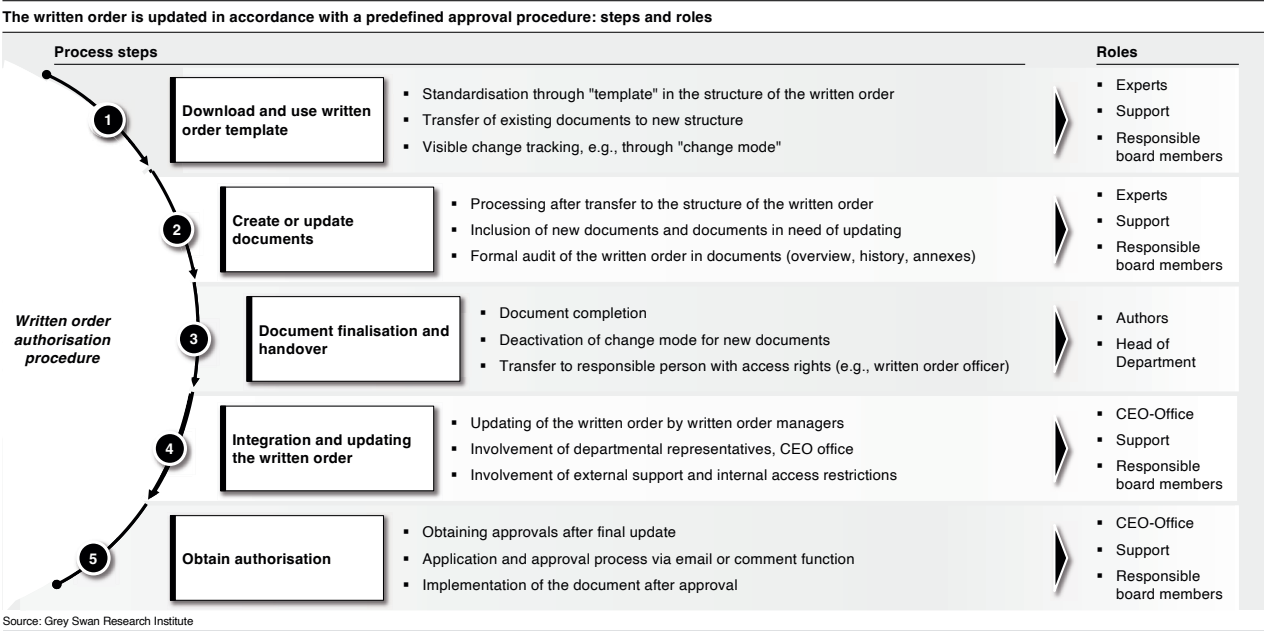 The written order is updated in accordance with a predefined approval procedure: steps and roles
Process steps
Roles
Written order
authorisation
procedure
1
Download and use written
order template
▪ Standardisation through "template" in the structure of the written order
▪ Transfer of existing documents to new structure
▪ Visible change tracking, e.g., through "change mode"
▪ Experts
▪ Support
▪ Responsible
board members
2
Create or update
documents
▪ Processing after transfer to the structure of the written order
▪ Inclusion of new documents and documents in need of updating
▪ Formal audit of the written order in documents (overview, history, annexes)
▪ Experts
▪ Support
▪ Responsible
board members
3
Document finalisation and
handover
▪ Document completion
▪ Deactivation of change mode for new documents
▪ Transfer to responsible person with access rights (e.g., written order officer)
▪ Authors
▪ Head of
Department
4
Integration and updating
the written order
▪ Updating of the written order by written order managers
▪ Involvement of departmental representatives, CEO office
▪ Involvement of external support and internal access restrictions
▪ CEO-Office
▪ Support
▪ Responsible
board members
5
Obtain authorisation
▪ Obtaining approvals after final update
▪ Application and approval process via email or comment function
▪ Implementation of the document after approval
▪ CEO-Office
▪ Support
▪ Responsible
board members
Source: Grey Swan Research Institute